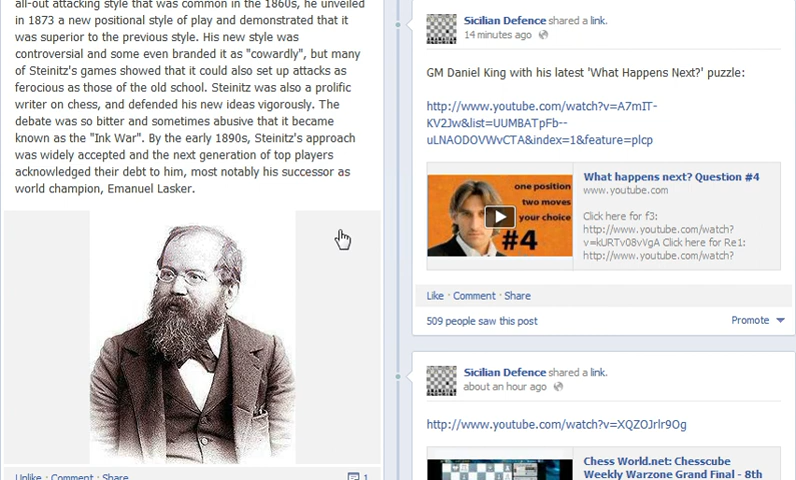 all-out attacking style that was common in the 1860s, he unveiled
in 1873 a new positional style of play and demonstrated that it
was superior to the previous style. His new style was
controversial and some even branded it as "cowardly", but many
of Steinitz's games showed that it could also set up attacks as
ferocious as those of the old school. Steinitz was also a prolific
writer on chess, and defended his new ideas vigorously. The
debate was so bitter and sometimes abusive that it became
known as the "Ink War". By the early 1890s, Steinitz's approach
was widely accepted and the next generation of top players
acknowledged their debt to him, most notably his successor as
world champion, Emanuel Lasker.
Unlike · Comment · Share
1
Sicilian Defence shared a link.
14 minutes ago
GM Daniel King with his latest 'What Happens Next?' puzzle:
http://www.youtube.com/watch?v=A7mIT-
KV2Jw&list=UUMBATpFb--
uLNAODOVWvCTA&index=1&feature=plcp
one position
two moves
your choice
#4
What happens next? Question #4
www.youtube.com
Click here for f3:
http://www.youtube.com/watch?
v=kURTv08vVgA Click here for Re1:
http://www.youtube.com/watch?
Like · Comment · Share
509 people saw this post
Promote
Sicilian Defence shared a link.
about an hour ago
http://www.youtube.com/watch?v=XQZOJrlr9Og
Chess World.net: Chesscube
Weekly Warzone Grand Final - 8th